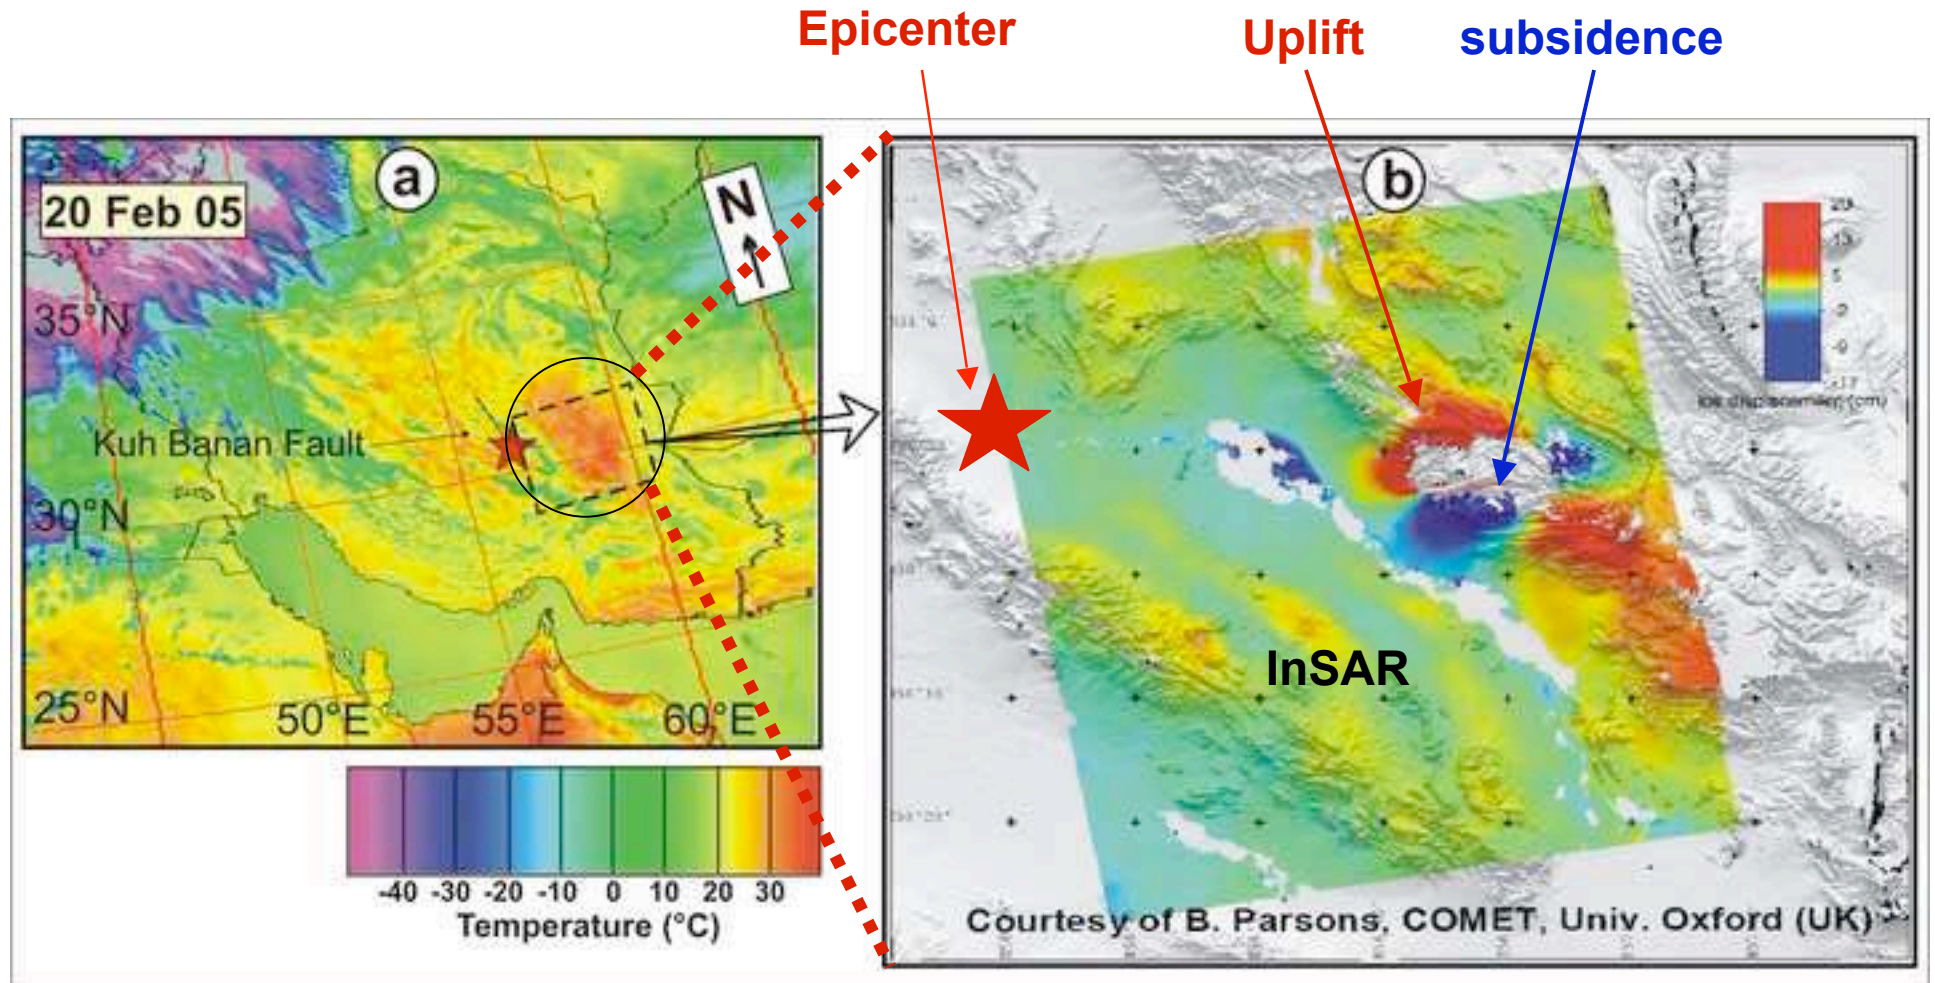 Epicenter
Uplift
subsidence
a
20 Feb 05
N
35°N
Kuh Banan Fault
30°N
25°N
50°E
55°E
60°E
-40 -30 -20 -10 0 10 20 30
Temperature (°C)
b
InSAR
Courtesy of B. Parsons, COMET, Univ. Oxford (UK)